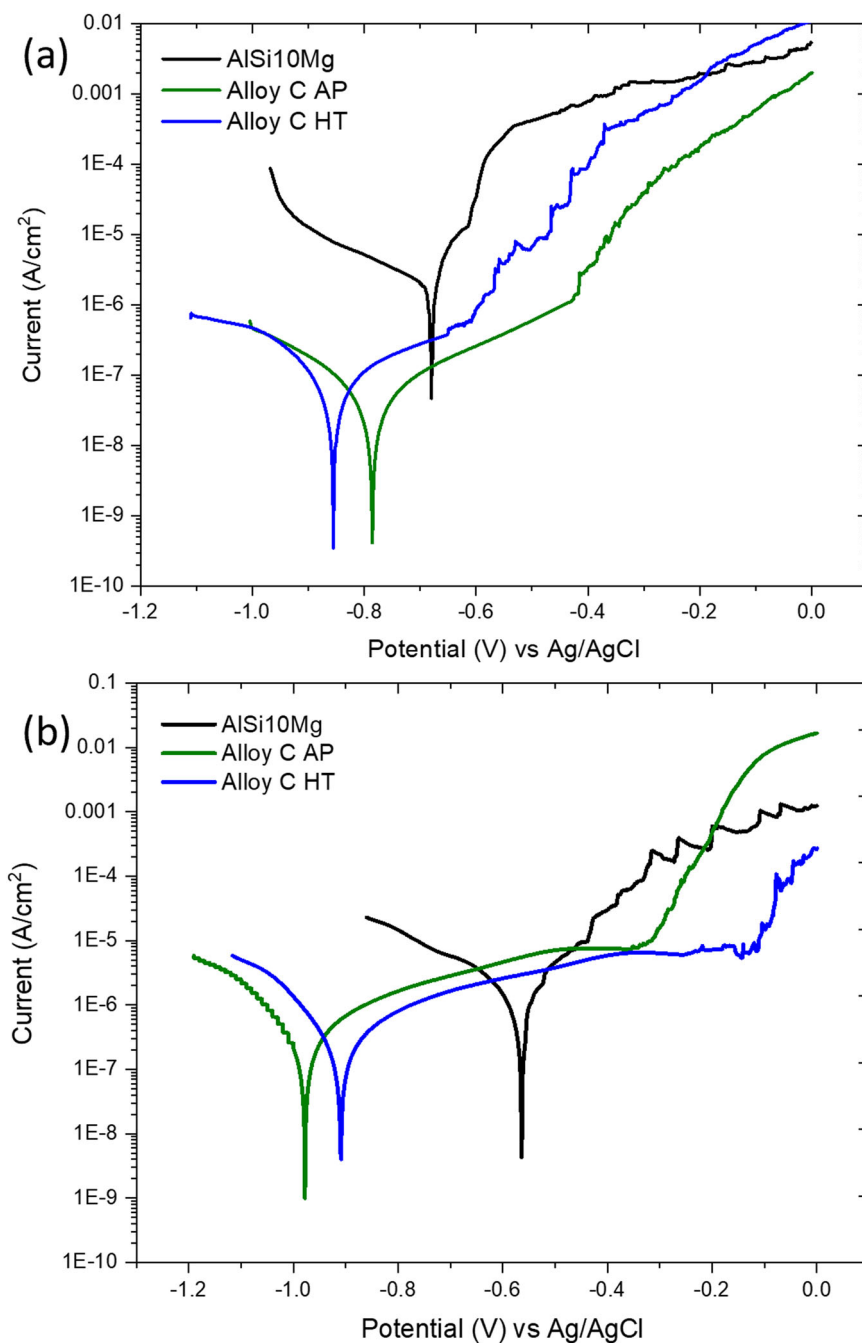 (a)
AlSi10Mg
Alloy C AP
Alloy C HT
0.01
0.001
1E-4
1E-5
1E-6
1E-7
1E-8
1E-9
1E-10
Current (A/cm²)
-1.2 -1.0 -0.8 -0.6 -0.4 -0.2 0.0
Potential (V) vs Ag/AgCl
(b)
AlSi10Mg
Alloy C AP
Alloy C HT
0.1
0.01
0.001
1E-4
1E-5
1E-6
1E-7
1E-8
1E-9
1E-10
Current (A/cm²)
-1.2 -1.0 -0.8 -0.6 -0.4 -0.2 0.0
Potential (V) vs Ag/AgCl